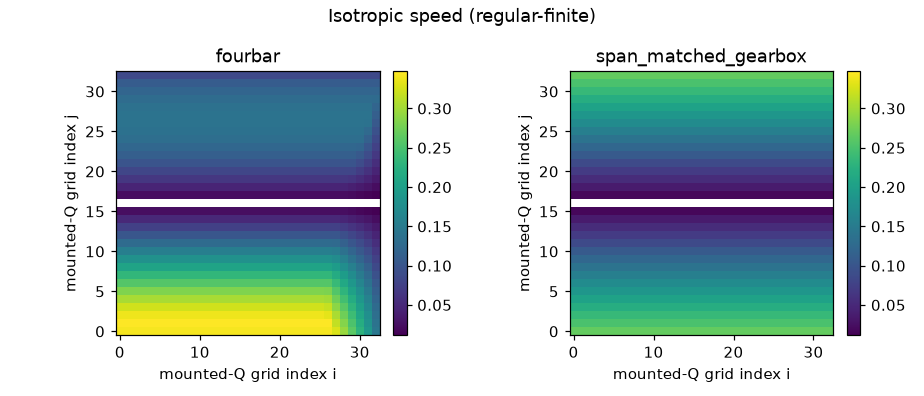 Isotropic speed (regular-finite)
fourbar
span_matched_gearbox
mounted-Q grid index j
30
25
20
15
10
5
0
0 10 20 30
mounted-Q grid index i
0.30
0.25
0.20
0.15
0.10
0.05
mounted-Q grid index j
30
25
20
15
10
5
0
0 10 20 30
mounted-Q grid index i
0.30
0.25
0.20
0.15
0.10
0.05